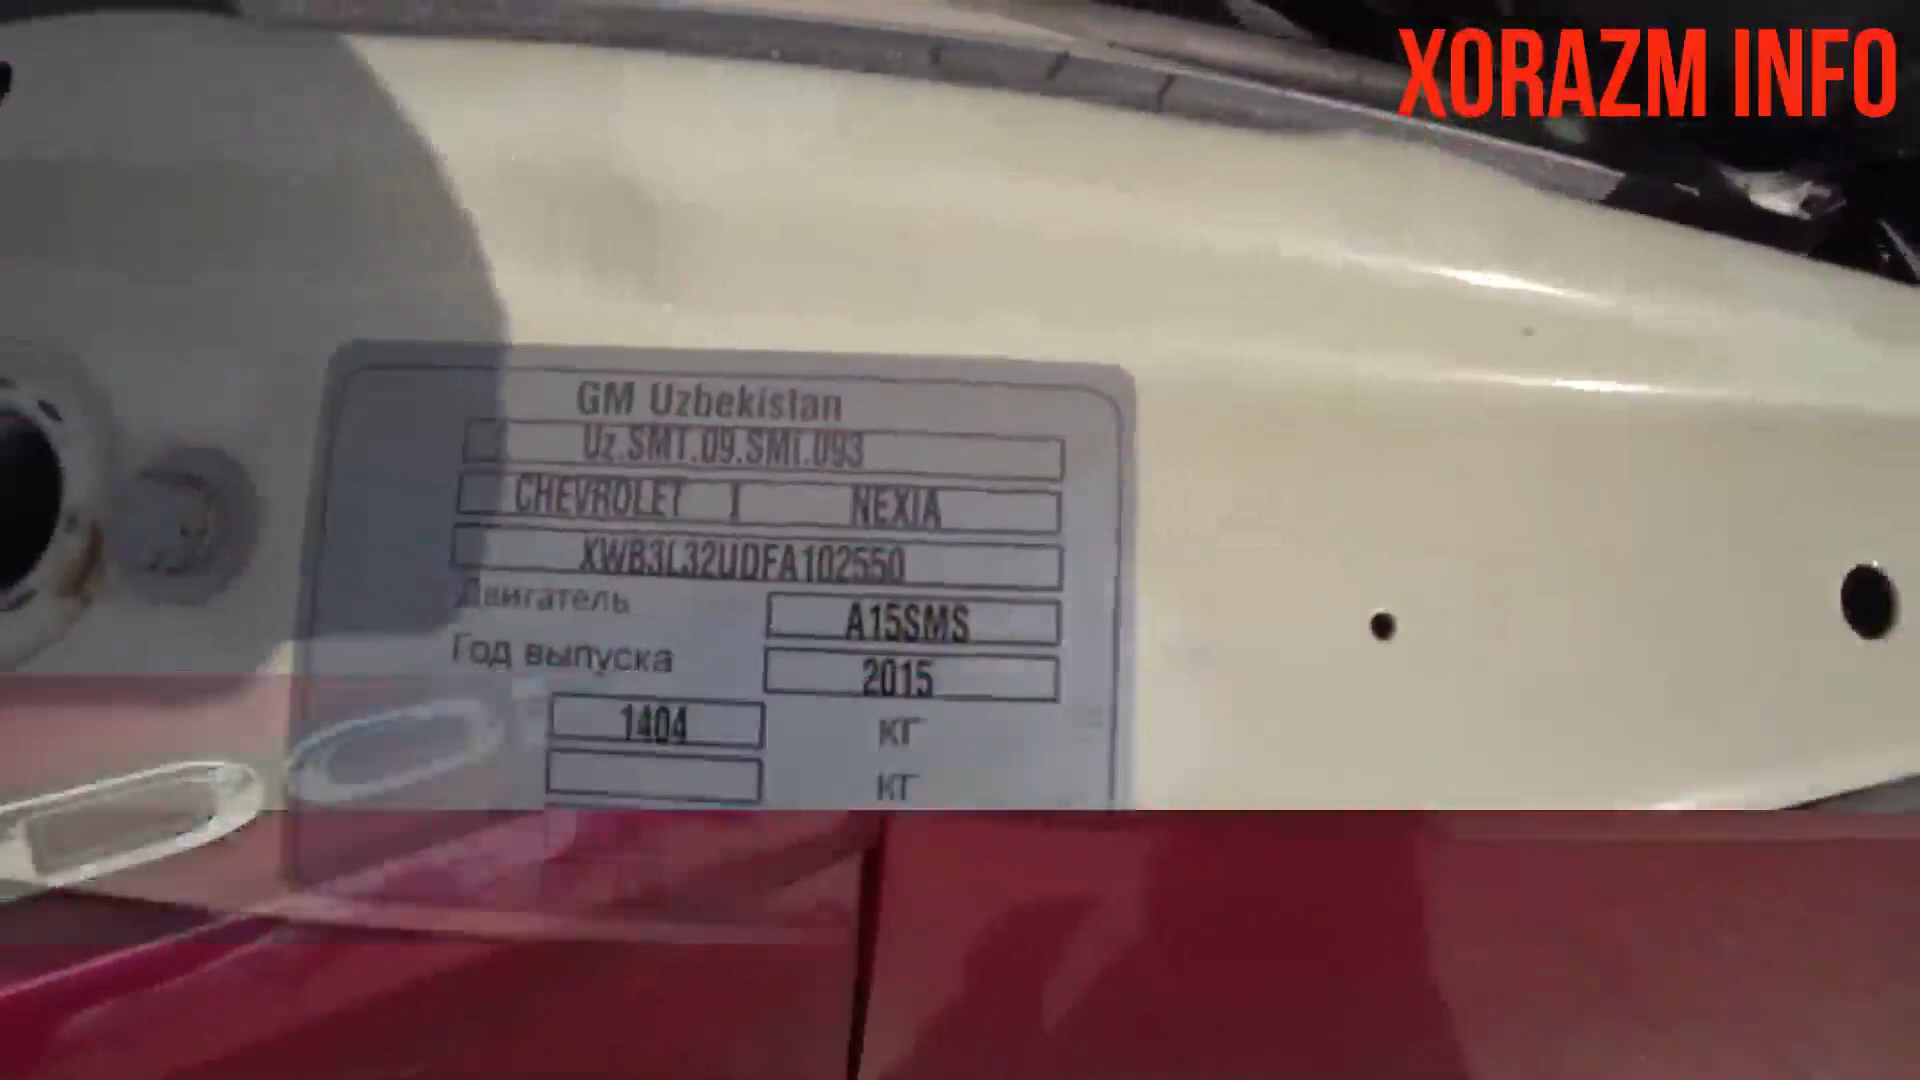 XORAZM INFO
GM Uzbekistan
Uz.SMT.09.SMt.093
CHEVROLET NEXIA
XWB3L32UDFA102550
Двигатель A15SMS
Год выпуска 2015
1404 КГ
КГ